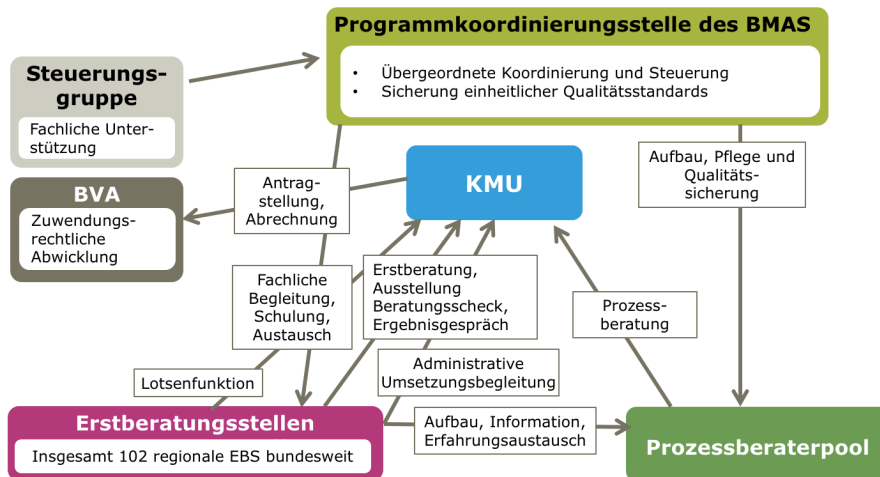 Programmkoordinierungsstelle des BMAS
• Übergeordnete Koordinierung und Steuerung
• Sicherung einheitlicher Qualitätsstandards
Steuerungs-
gruppe
Fachliche Unter-
stützung
BVA
Zuwendungs-
rechtliche
Abwicklung
Antrag-
stellung,
Abrechnung
KMU
Aufbau, Pflege und
Qualitäts-
sicherung
Fachliche
Begleitung,
Schulung,
Austausch
Erstberatung,
Ausstellung
Beratungsscheck,
Ergebnisgespräch
Prozess-
beratung
Lotsenfunktion
Administrative
Umsetzungsbegleitung
Erstberatungsstellen
Insgesamt 102 regionale EBS bundesweit
Aufbau, Information,
Erfahrungsaustausch
Prozessberaterpool